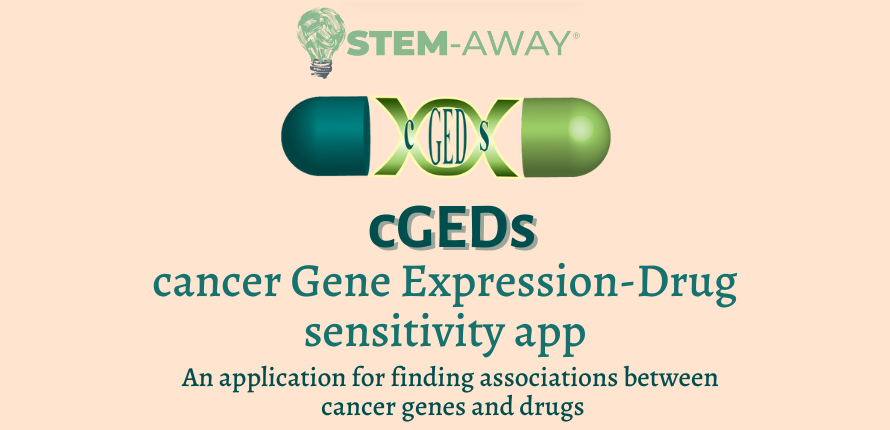 STEM-AWAY®
c GED s
cGEDs
cancer Gene Expression-Drug
sensitivity app
An application for finding associations between
cancer genes and drugs